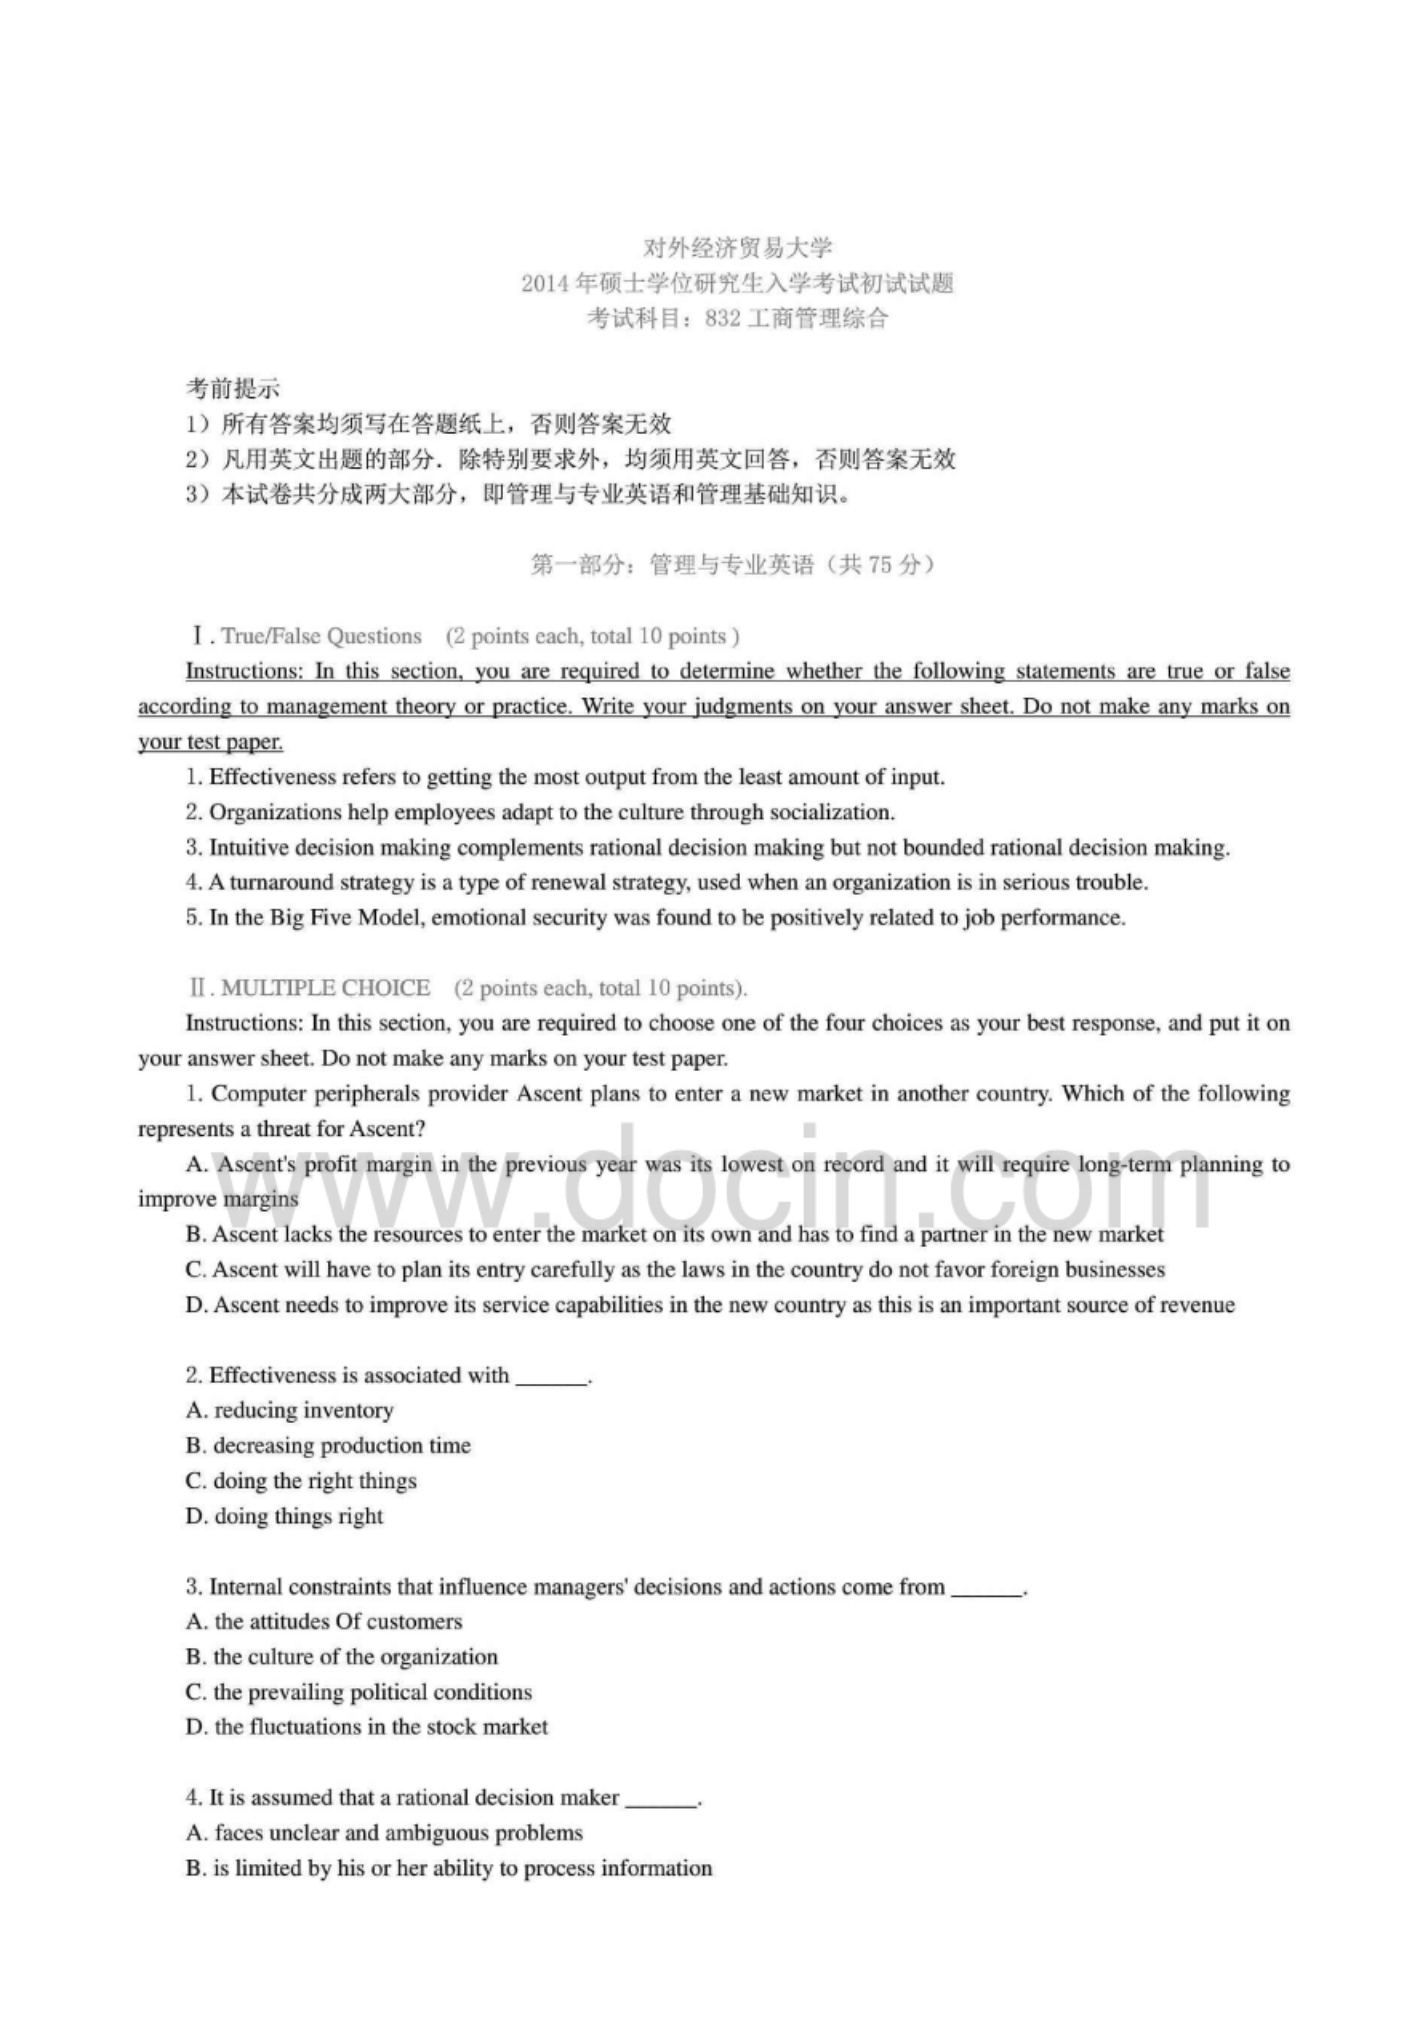 对外经济贸易大学
2014 年硕士学位研究生入学考试初试试题
考试科目：832 工商管理综合
考前提示
1）所有答案均须写在答题纸上，否则答案无效
2）凡用英文出题的部分．除特别要求外，均须用英文回答，否则答案无效
3）本试卷共分成两大部分，即管理与专业英语和管理基础知识。
第一部分：管理与专业英语（共 75 分）
Ⅰ. True/False Questions (2 points each, total 10 points )
Instructions: In this section, you are required to determine whether the following statements are true or false
according to management theory or practice. Write your judgments on your answer sheet. Do not make any marks on
your test paper.
1. Effectiveness refers to getting the most output from the least amount of input.
2. Organizations help employees adapt to the culture through socialization.
3. Intuitive decision making complements rational decision making but not bounded rational decision making.
4. A turnaround strategy is a type of renewal strategy, used when an organization is in serious trouble.
5. In the Big Five Model, emotional security was found to be positively related to job performance.
Ⅱ. MULTIPLE CHOICE (2 points each, total 10 points).
Instructions: In this section, you are required to choose one of the four choices as your best response, and put it on
your answer sheet. Do not make any marks on your test paper.
1. Computer peripherals provider Ascent plans to enter a new market in another country. Which of the following
represents a threat for Ascent?
A. Ascent's profit margin in the previous year was its lowest on record and it will require long-term planning to
improve margins
www.docin.com
B. Ascent lacks the resources to enter the market on its own and has to find a partner in the new market
C. Ascent will have to plan its entry carefully as the laws in the country do not favor foreign businesses
D. Ascent needs to improve its service capabilities in the new country as this is an important source of revenue
2. Effectiveness is associated with ______.
A. reducing inventory
B. decreasing production time
C. doing the right things
D. doing things right
3. Internal constraints that influence managers' decisions and actions come from ______.
A. the attitudes Of customers
B. the culture of the organization
C. the prevailing political conditions
D. the fluctuations in the stock market
4. It is assumed that a rational decision maker ______.
A. faces unclear and ambiguous problems
B. is limited by his or her ability to process information